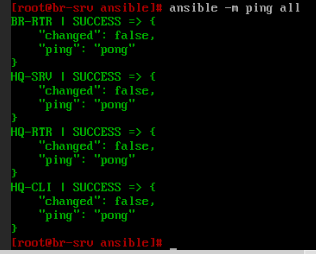 [root@br-srv ansible]# ansible -m ping all
BR-RTR | SUCCESS => {
    "changed": false,
    "ping": "pong"
}
HQ-SRV | SUCCESS => {
    "changed": false,
    "ping": "pong"
}
HQ-RTR | SUCCESS => {
    "changed": false,
    "ping": "pong"
}
HQ-CLI | SUCCESS => {
    "changed": false,
    "ping": "pong"
}
[root@br-srv ansible]# _